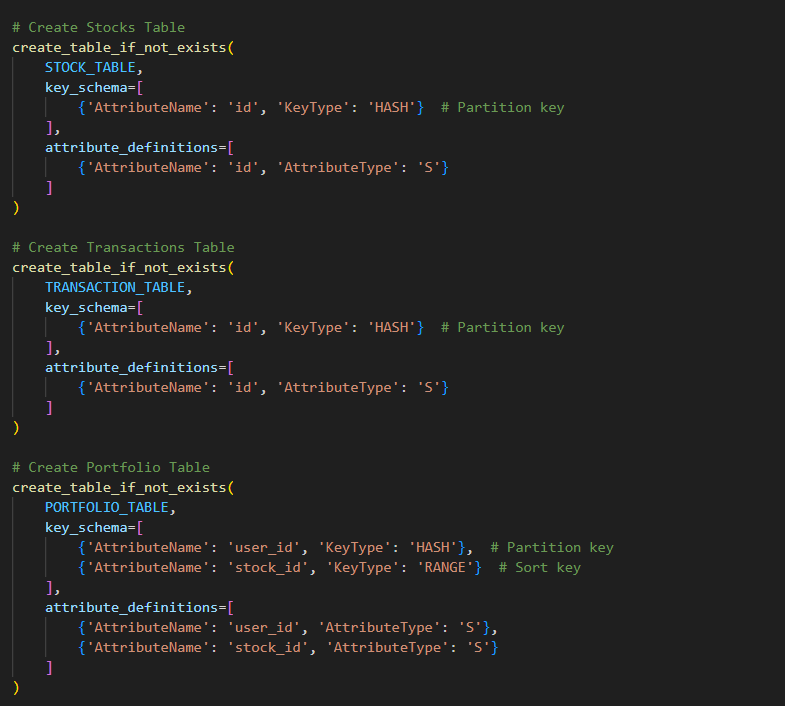 # Create Stocks Table
create_table_if_not_exists(
    STOCK_TABLE,
    key_schema=[
        {'AttributeName': 'id', 'KeyType': 'HASH'}  # Partition key
    ],
    attribute_definitions=[
        {'AttributeName': 'id', 'AttributeType': 'S'}
    ]
)
# Create Transactions Table
create_table_if_not_exists(
    TRANSACTION_TABLE,
    key_schema=[
        {'AttributeName': 'id', 'KeyType': 'HASH'}  # Partition key
    ],
    attribute_definitions=[
        {'AttributeName': 'id', 'AttributeType': 'S'}
    ]
)
# Create Portfolio Table
create_table_if_not_exists(
    PORTFOLIO_TABLE,
    key_schema=[
        {'AttributeName': 'user_id', 'KeyType': 'HASH'},  # Partition key
        {'AttributeName': 'stock_id', 'KeyType': 'RANGE'}  # Sort key
    ],
    attribute_definitions=[
        {'AttributeName': 'user_id', 'AttributeType': 'S'},
        {'AttributeName': 'stock_id', 'AttributeType': 'S'}
    ]
)